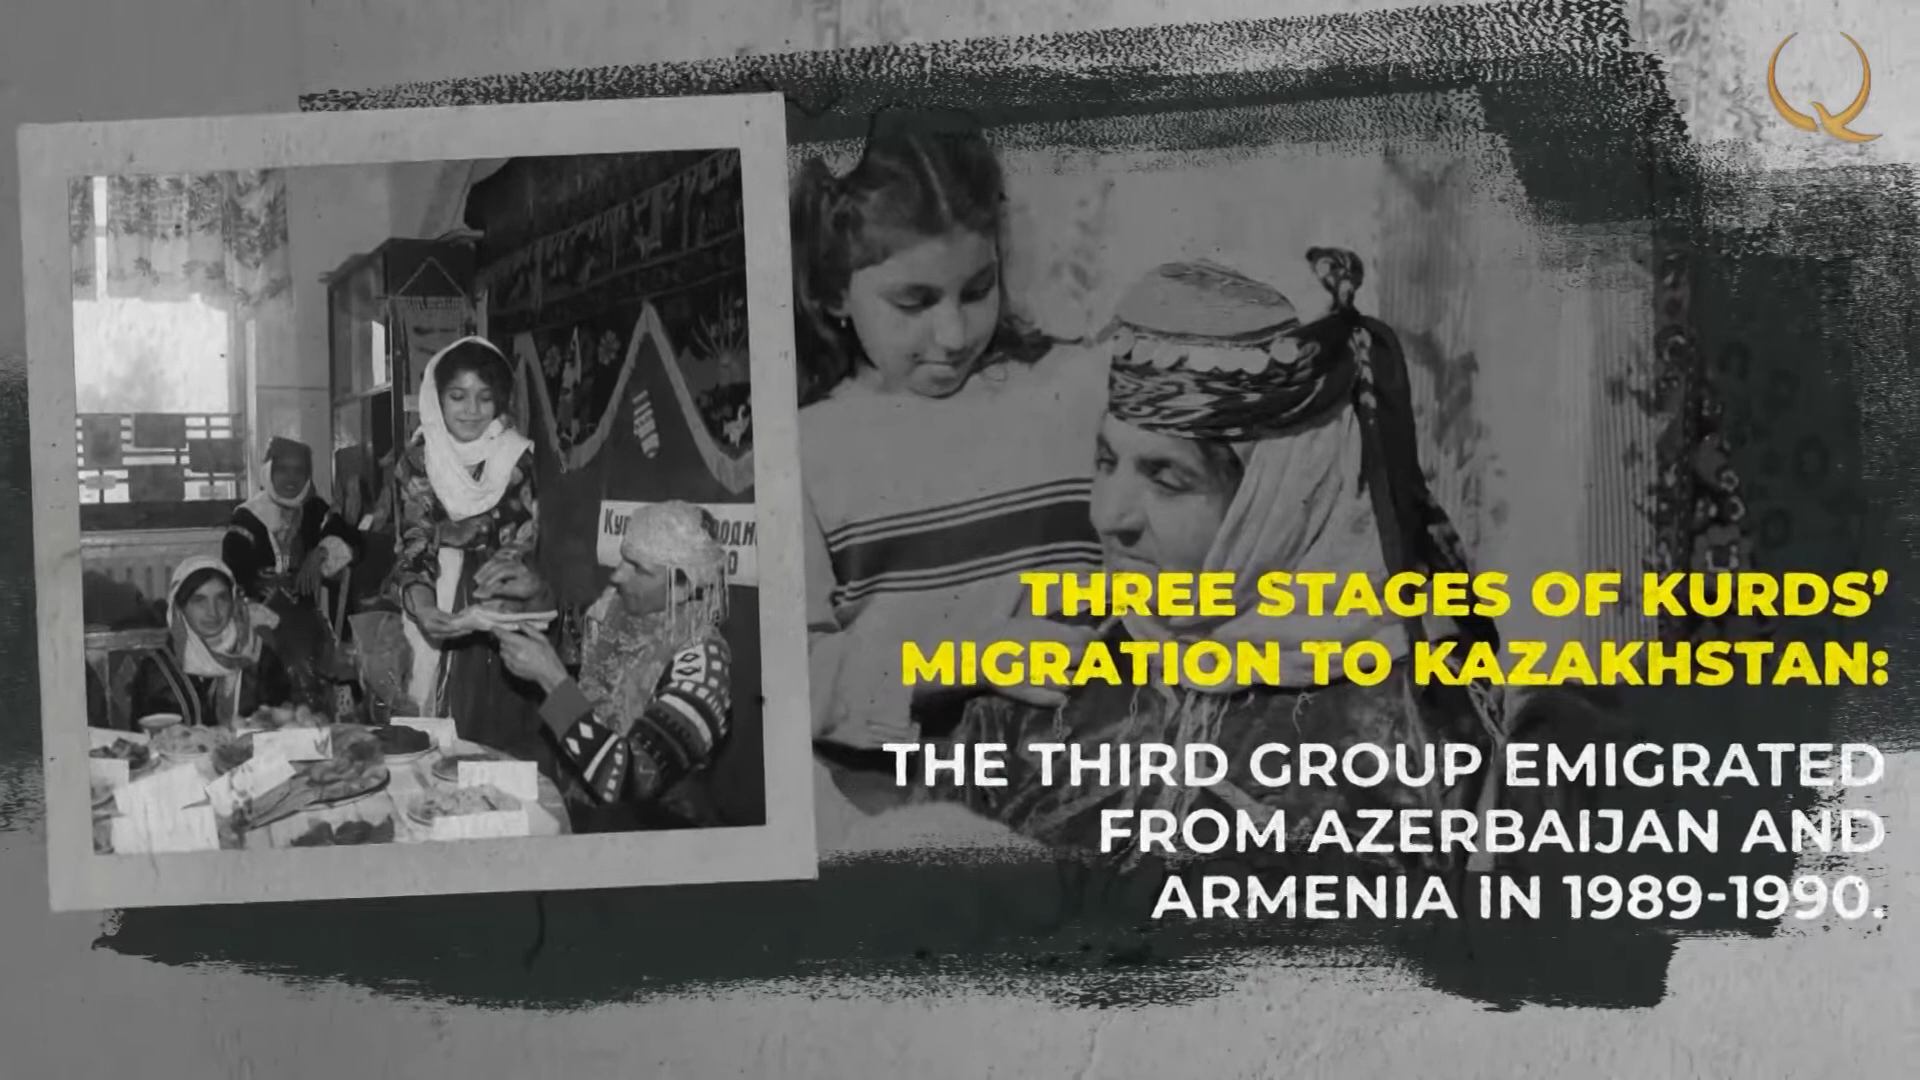 THREE STAGES OF KURDS’
MIGRATION TO KAZAKHSTAN:
THE THIRD GROUP EMIGRATED
FROM AZERBAIJAN AND
ARMENIA IN 1989-1990.